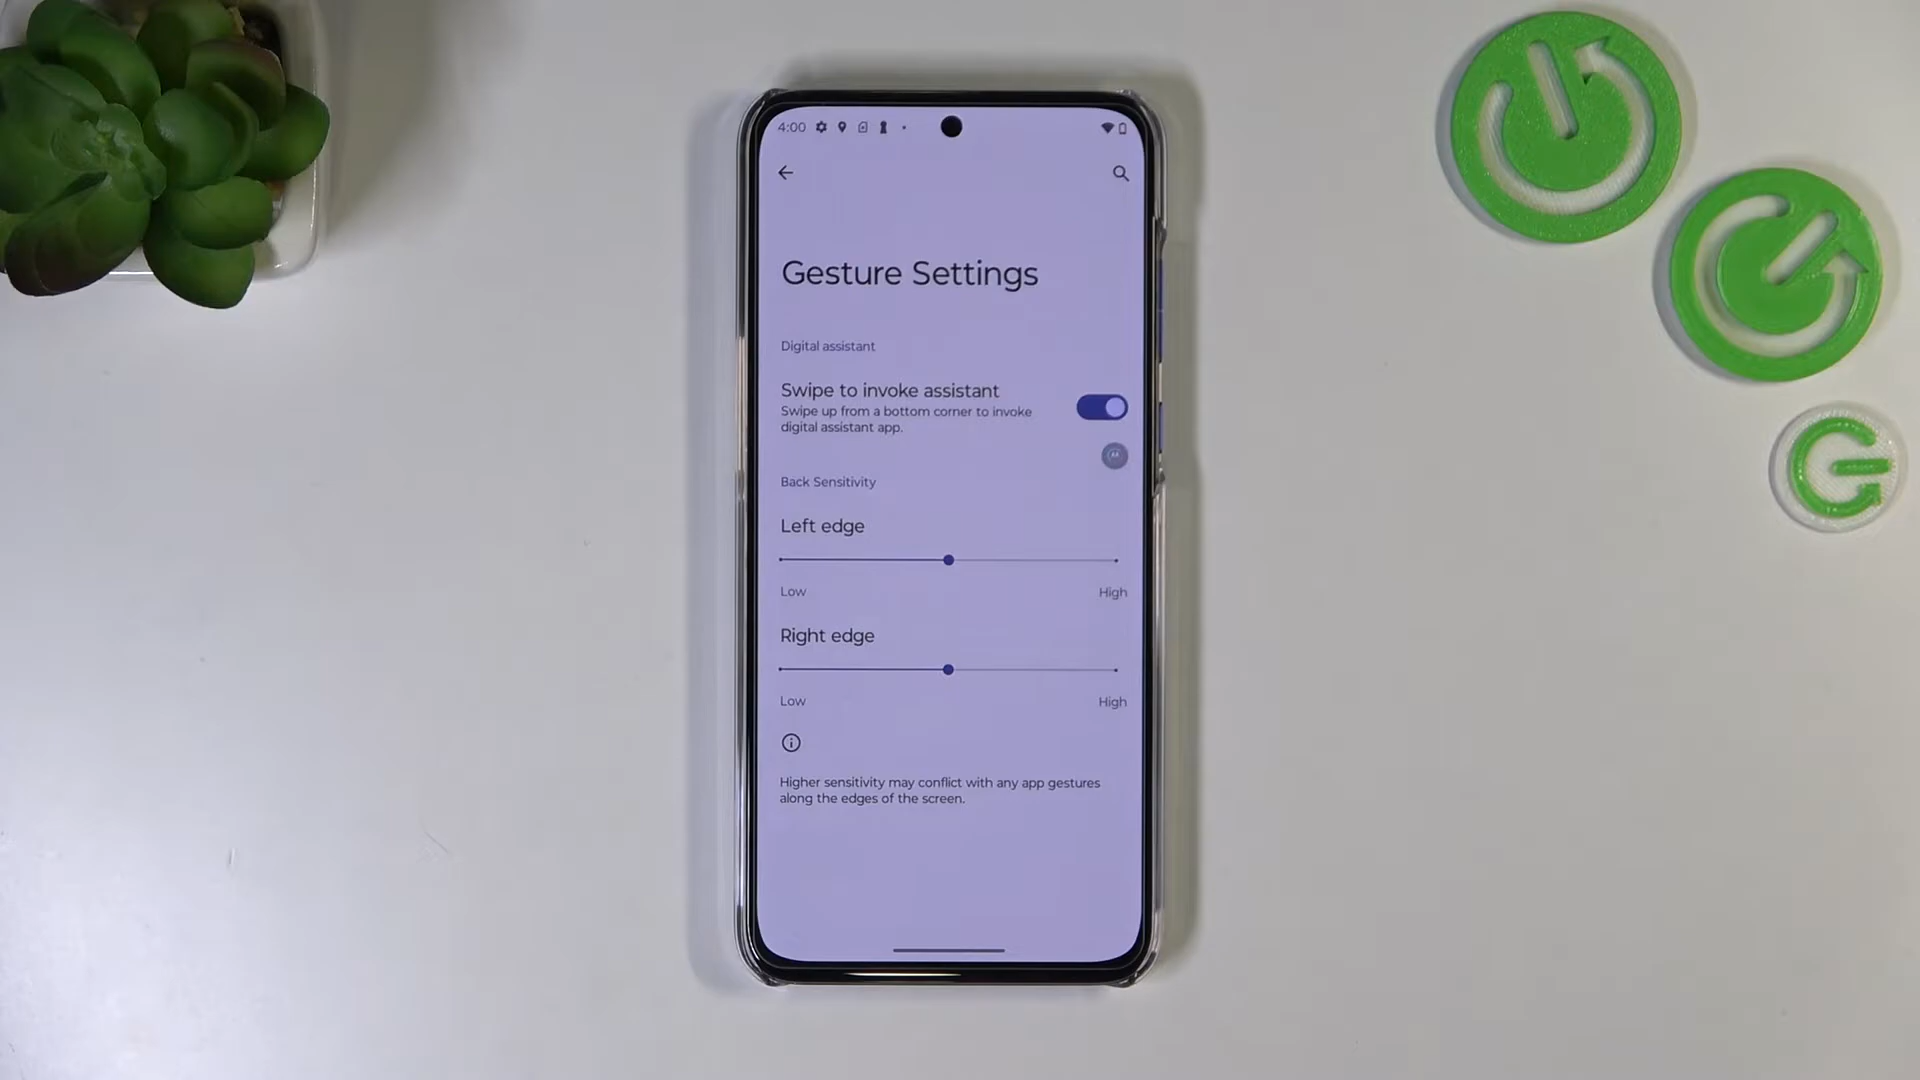 4:00
Gesture Settings
Digital assistant
Swipe to invoke assistant
Swipe up from a bottom corner to invoke
digital assistant app.
Back Sensitivity
Left edge
Low High
Right edge
Low High
Higher sensitivity may conflict with any app gestures
along the edges of the screen.